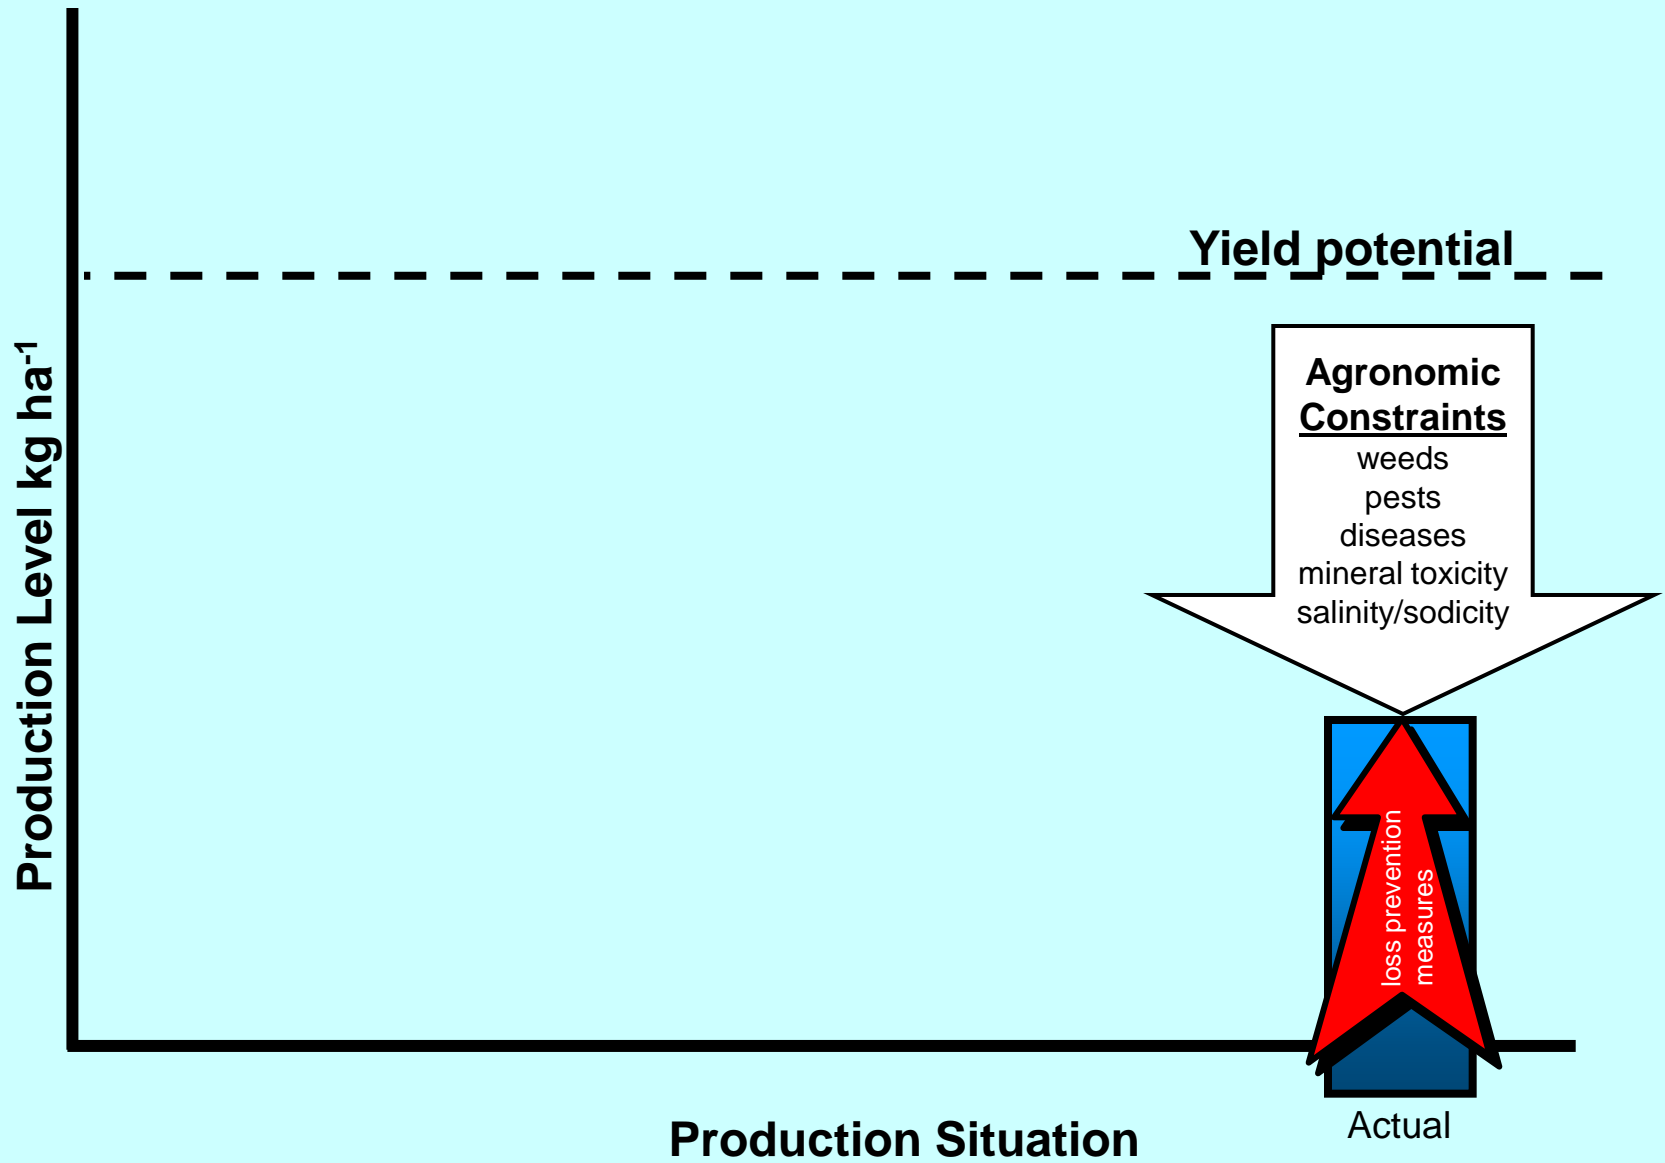 Yield potential
Production Level kg ha⁻¹
Agronomic
Constraints
weeds
pests
diseases
mineral toxicity
salinity/sodicity
loss prevention
measures
Actual
Production Situation